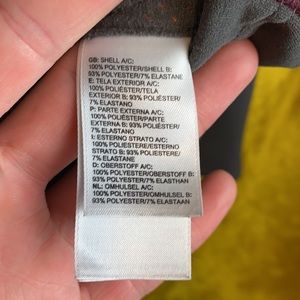 GB: SHELL A/C:
100% POLYESTER/SHELL B:
93% POLYESTER/7% ELASTANE
E: TELA EXTERIOR A/C:
100% POLIÉSTER/TELA
EXTERIOR B: 93% POLIÉSTER/
7% ELASTANO
P: PARTE EXTERNA A/C:
100% POLIÉSTER/PARTE
EXTERNA B: 93% POLIÉSTER/
7% ELASTANO
I: ESTERNO STRATO A/C:
100% POLIESTERE/ESTERNO
STRATO B: 93% POLIESTERE/
7% ELASTAN
D: OBERSTOFF A/C:
100% POLYESTER/OBERSTOFF B:
93% POLYESTER/7% ELASTHAN
NL: OMHULSEL A/C:
100% POLYESTER/OMHULSEL B:
93% POLYESTER/7% ELASTAAN